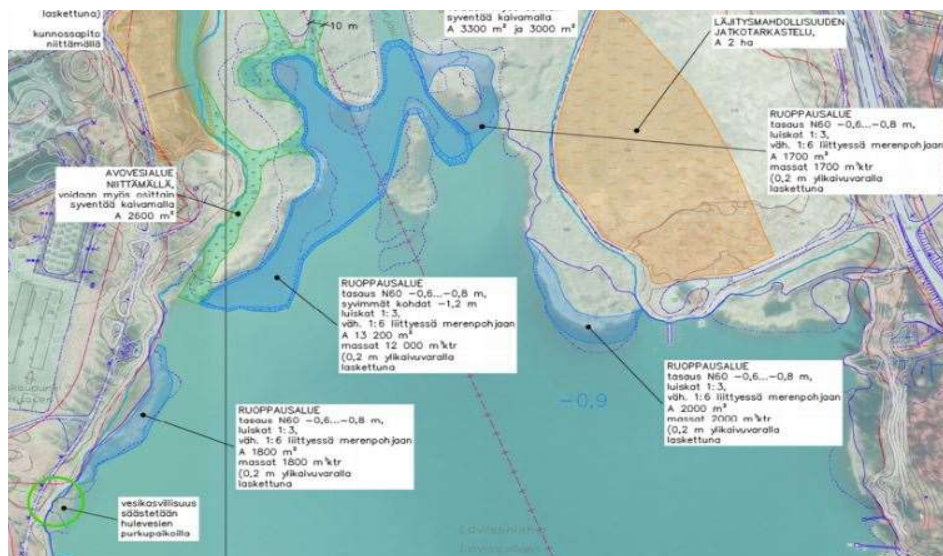 laskettuna)
kunnossapito
niittämällä
10 m
syventää kaivamalla
A 3300 m² ja 3000 m²
LÄJITYSMAHDOLLISUUDEN
JATKOTARKASTELU,
A 2 ha
RUOPPAUSALUE
tasaus N60 -0,6...-0,8 m,
luiskat 1:3,
väh. 1:6 liittyessä merenpohjaan
A 1700 m²
massat 1700 m³ktr
(0,2 m ylikaivuvaralla
laskettuna
AVOVESIALUE
NIITTÄMÄLLÄ,
voidaan myös osittain
syventää kaivamalla
A 2600 m²
RUOPPAUSALUE
tasaus N60 -0,6...-0,8 m,
syvimmät kohdat -1,2 m
luiskat 1:3,
väh. 1:6 liittyessä merenpohjaan
A 13 200 m²
massat 12 000 m³ktr
(0,2 m ylikaivuvaralla
laskettuna
RUOPPAUSALUE
tasaus N60 -0,6...-0,8 m,
luiskat 1:3,
väh. 1:6 liittyessä merenpohjaan
A 2000 m²
massat 2000 m³ktr
(0,2 m ylikaivuvaralla
laskettuna
-0,9
RUOPPAUSALUE
tasaus N60 -0,6...-0,8 m,
luiskat 1:3,
väh. 1:6 liittyessä merenpohjaan
A 1800 m²
massat 1800 m³ktr
(0,2 m ylikaivuvaralla
laskettuna
vesikasvillisuus
säästetään
hulevesien
purkupaikoilla